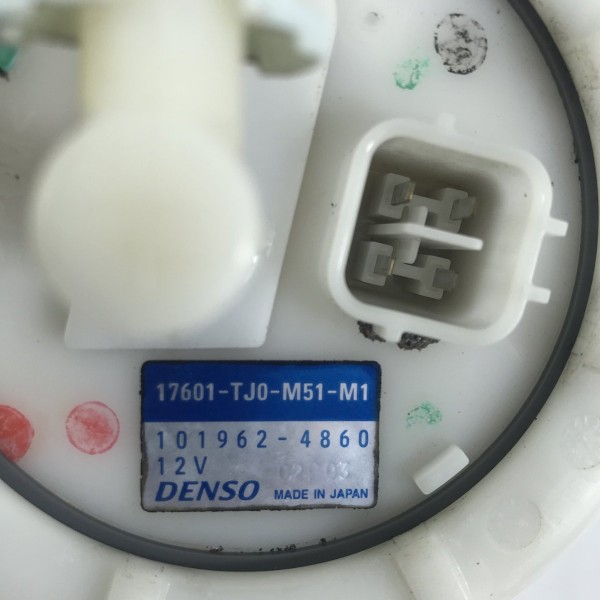 17601-TJ0-M51-M1
101962-4860
12V
DENSO MADE IN JAPAN